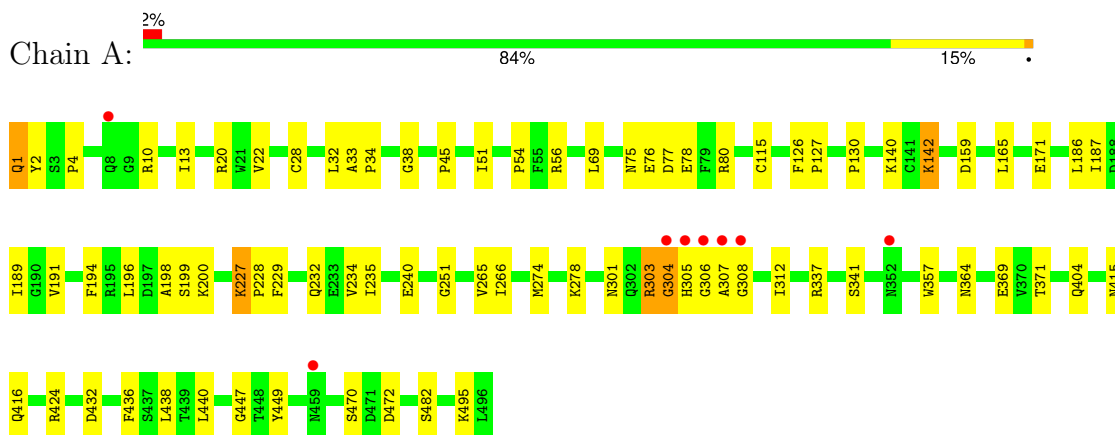 2%
Chain A:
84% 15% •
Q1 Y2 S3 P4 Q8 G9 R10 I13 R20 W21 V22 C28 L32 A33 P34 G38 P45 I51 P54 F55 R56 L69 N75 E76 D77 E78 F79 R80 C115 F126 P127 P130 K140 C141 K142 D159 L165 E171 L186 I187 D188
I189 G190 V191 F194 R195 L196 D197 A198 S199 K200 K227 P228 F229 Q232 E233 V234 I235 E240 G251 V265 I266 M274 K278 N301 Q302 R303 G304 H305 G306 A307 G308 I312 R337 S341 N352 W357 N364 E369 V370 T371 Q404 N415
Q416 R424 D432 F436 S437 L438 T439 L440 G447 T448 Y449 N459 S470 D471 D472 S482 K495 L496